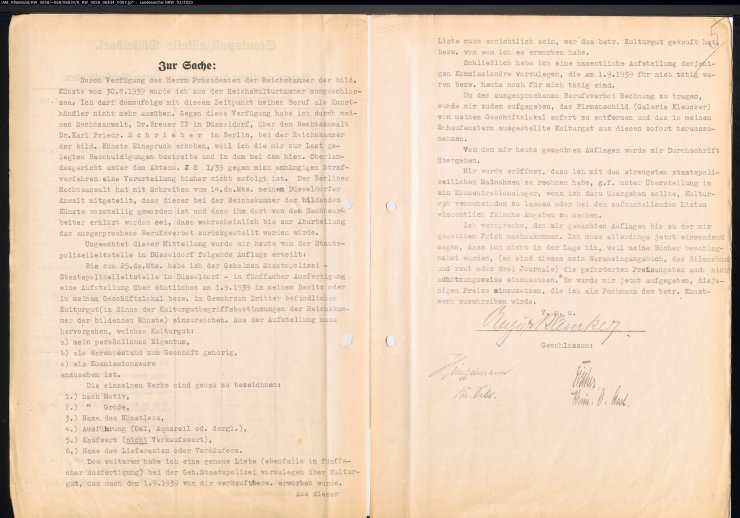 Zur Sache:
Durch Verfügung des Herrn Präsidenten der Reichskammer der bild.
Künste vom 30.8.1939 wurde ich aus der Reichskulturkammer ausgeschlos-
sen. Ich darf demzufolge mit diesem Zeitpunkt meinen Beruf als Kunst-
händler nicht mehr ausüben. Gegen diese Verfügung habe ich durch mei-
nen Rechtsanwalt, Dr. Breuer II in Düsseldorf, über den Rechtsanwalt
Dr. Karl Friedr. S c h r i e b e r in Berlin, bei der Reichskammer
der bild. Künste Einspruch erhoben, weil ich die mir zur Last ge-
legten Beschuldigungen bestreite und in dem bei dem hies. Oberlan-
desgericht unter dem Aktenz. J S 1/39 gegen mich anhängigen Straf-
verfahren eine Verurteilung bisher nicht erfolgt ist. Der Berliner
Rechtsanwalt hat mit Schreiben vom 14.ds.Mts. meinem Düsseldorfer
Anwalt mitgeteilt, dass dieser bei der Reichskammer der bildenden
Künste vorstellig geworden ist und dass ihm dort von dem Sachbear-
beiter erklärt worden sei, dass wahrscheinlich bis zur Aburteilung
das ausgesprochene Berufsverbot zurückgestellt werden würde.
Ungeachtet dieser Mitteilung wurde mir heute von der Staats-
polizeileitstelle in Düsseldorf folgende Auflage erteilt:
Bis zum 25.ds.Mts. habe ich der Geheimen Staatspolizei -
Staatspolizeileitstelle in Düsseldorf - in fünffacher Ausfertigung
eine Aufstellung über sämtliches am 1.9.1939 in meinem Besitz oder
in meinem Geschäftslokal bezw. in Gewahrsam Dritter befindlichen
Kulturgut(im Sinne der Kulturgutbegriffsbestimmungen der Reichskam-
mer der bildenden Künste) einzureichen. Aus der Aufstellung muss
hervorgehen, welches Kulturgut:
a) mein persönliches Eigentum,
b) als Warenbestand zum Geschäft gehörig,
c) als Kommissionsware
anzusehen ist.
Die einzelnen Werke sind genau zu bezeichnen:
1.) nach Motiv,
2.) " Größe,
3.) Name des Künstlers,
4.) Ausführung (Oel, Aquarell od. dergl.),
5.) Kaufwert (nicht Verkaufswert),
6.) Name des Lieferanten oder Verkäufers.
Des weiteren habe ich eine genaue Liste (ebenfalls in fünffa-
cher Ausfertigung) bei der Geh.Staatspolizei vorzulegen über Kultur-
gut, das nach dem 1.9.1939 von mir verkauft/bzw. erworben wurde.
Aus dieser
5
Liste muss ersichtlich sein, wer das betr. Kulturgut gekauft hat
bezw. von wem ich es erworben habe.
Schließlich habe ich eine namentliche Aufstellung derjeni-
gen Kommissionäre vorzulegen, die am 1.9.1939 für mich tätig wa-
ren bezw. heute noch für mich tätig sind.
Um dem ausgesprochenen Berufsverbot Rechnung zu tragen,
wurde mir zudem aufgegeben, das Firmenschild (Galerie Kleucker)
von meinem Geschäftslokal sofort zu entfernen und das in meinen
Schaufenstern ausgestellte Kulturgut aus diesen sofort herauszu-
nehmen.
Von den mir heute gemachten Auflagen wurde mir Durchschrift
übergeben.
Mir wurde eröffnet, dass ich mit den strengsten staatspoli-
zeilichen Maßnahmen zu rechnen habe, g.F. unter Überstellung in
ein Konzentrationslager, wenn ich dazu übergehen sollte, Kultur-
gut verschwinden zu lassen oder bei den aufzustellenden Listen
wissentlich falsche Angaben zu machen.
Ich verspreche, den mir gemachten Auflagen bis zu der mir
gesetzten Frist nachzukommen. Ich muss allerdings jetzt einwendend
sagen, dass ich nicht in der Lage bin, weil meine Bücher beschlag-
nahmt wurden, (es sind dieses mein Wareneingangsbuch, das Bilanzbuch
und zwei oder drei Journale) die geforderten Preisangaben auch nicht
schätzungsweise einzusetzen. Es wurde mir jetzt aufgegeben, dieje-
nigen Preise einzusetzen, die ich als Fachmann dem betr. Kunst-
werk zuschreiben würde.
V. g. u.
Geschlossen: